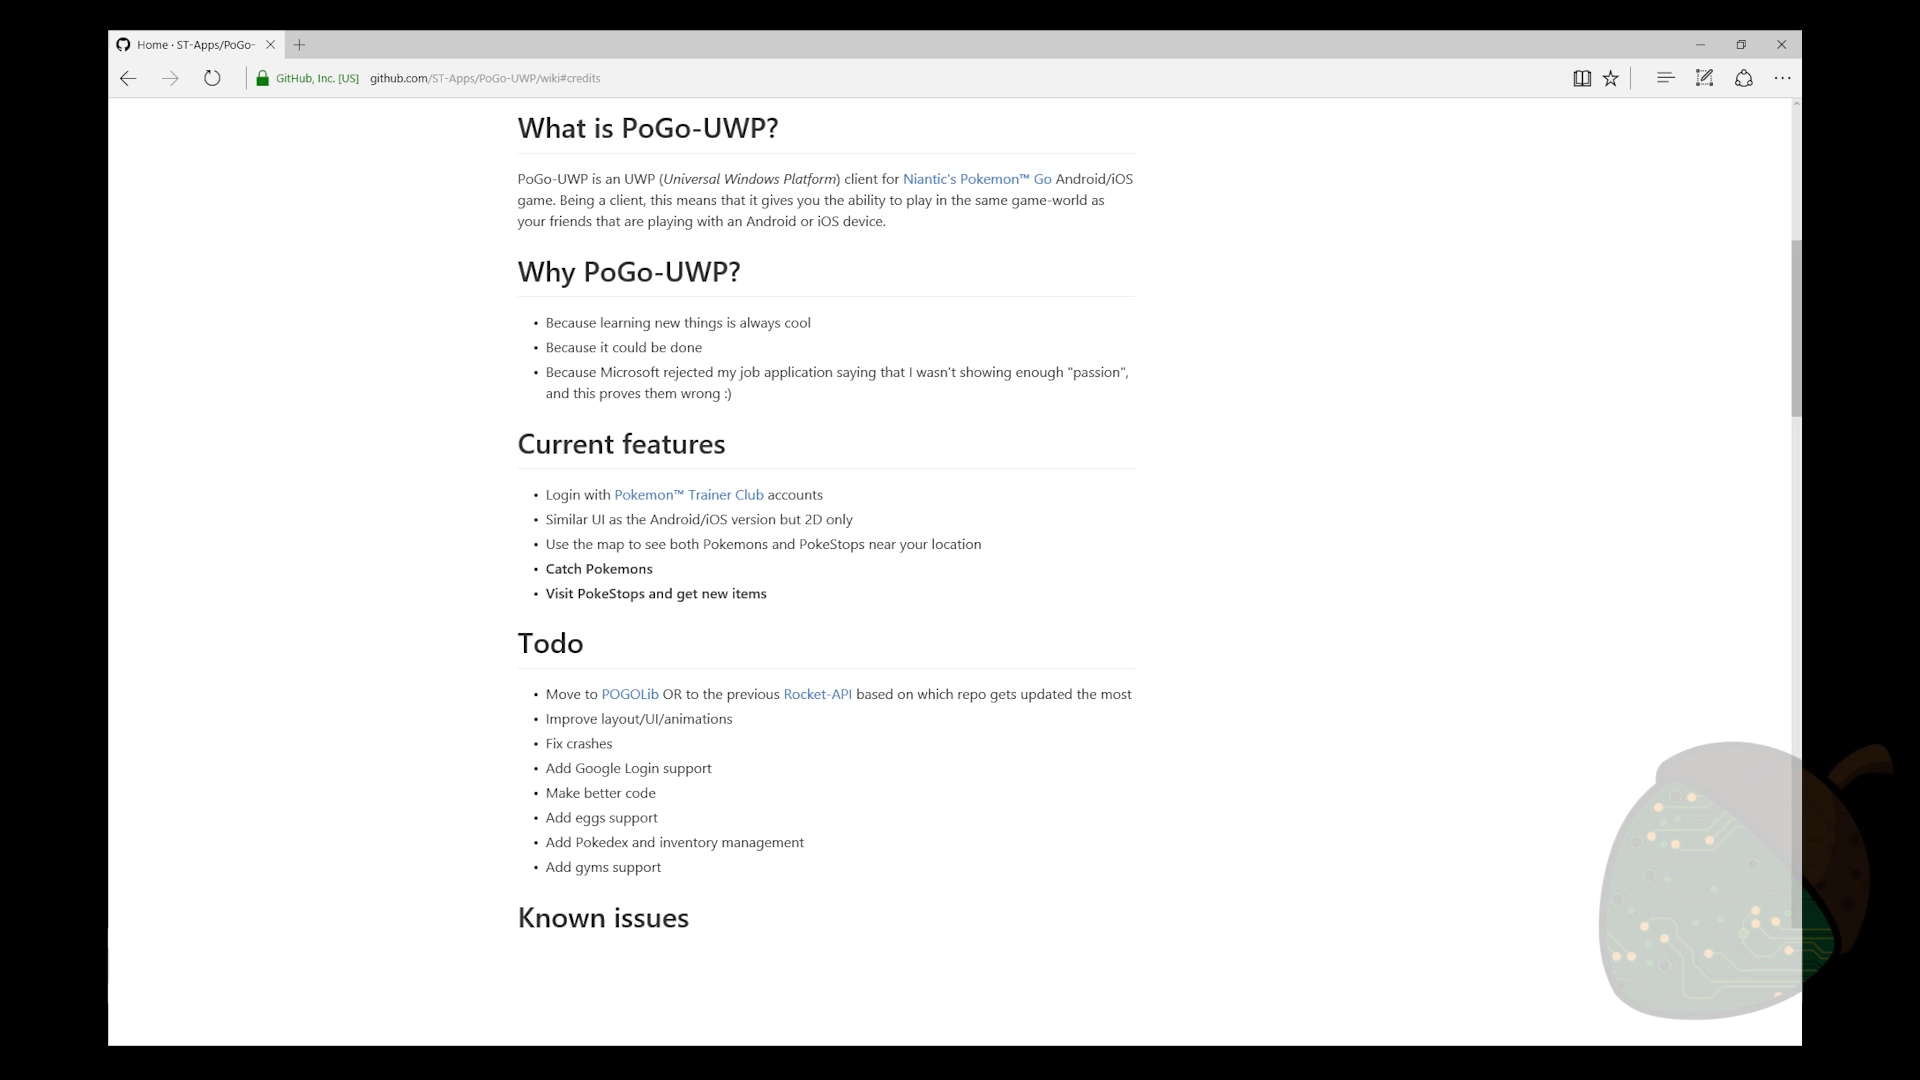 Home · ST-Apps/PoGo-
GitHub, Inc. [US] github.com/ST-Apps/PoGo-UWP/wiki#credits
What is PoGo-UWP?
PoGo-UWP is an UWP (Universal Windows Platform) client for Niantic's Pokemon™ Go Android/iOS
game. Being a client, this means that it gives you the ability to play in the same game-world as
your friends that are playing with an Android or iOS device.
Why PoGo-UWP?
• Because learning new things is always cool
• Because it could be done
• Because Microsoft rejected my job application saying that I wasn't showing enough "passion",
and this proves them wrong :)
Current features
• Login with Pokemon™ Trainer Club accounts
• Similar UI as the Android/iOS version but 2D only
• Use the map to see both Pokemons and PokeStops near your location
• Catch Pokemons
• Visit PokeStops and get new items
Todo
• Move to POGOLib OR to the previous Rocket-API based on which repo gets updated the most
• Improve layout/UI/animations
• Fix crashes
• Add Google Login support
• Make better code
• Add eggs support
• Add Pokedex and inventory management
• Add gyms support
Known issues